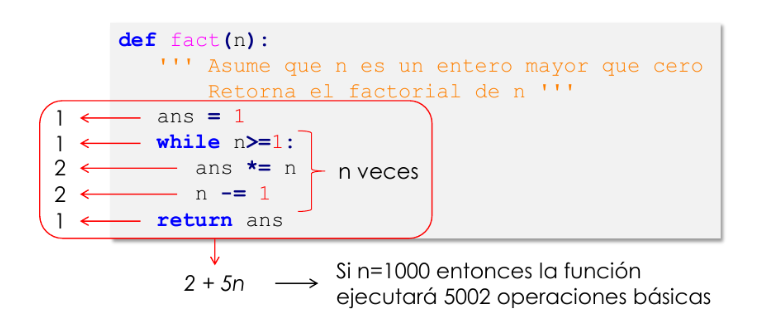 def fact(n):
''' Asume que n es un entero mayor que cero
Retorna el factorial de n '''
1 ans = 1
1 while n>=1:
2 ans *= n
n veces
2 n -= 1
1 return ans
2 + 5n
Si n=1000 entonces la función
ejecutará 5002 operaciones básicas